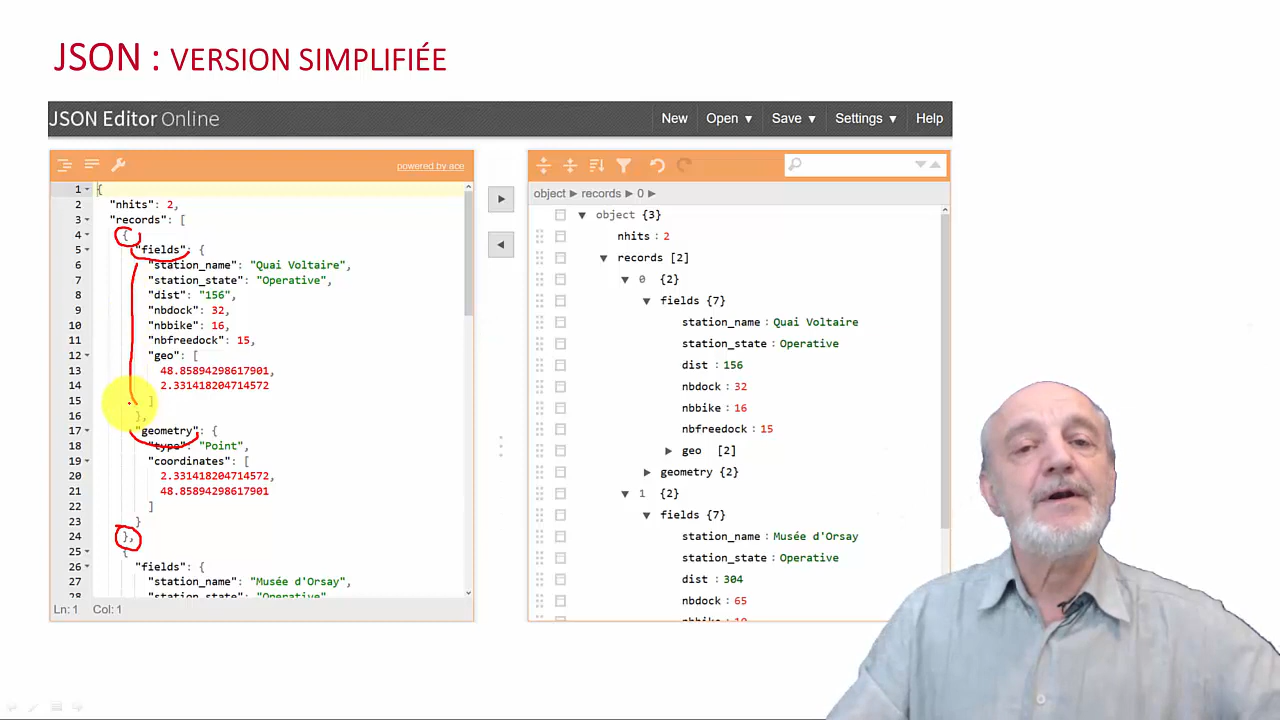 JSON : VERSION SIMPLIFIÉE
JSON Editor Online
New Open ▼ Save ▼ Settings ▼ Help
powered by ace
1 {
2 "nhits": 2,
3 "records": [
4 {
5 "fields": {
6 "station_name": "Quai Voltaire",
7 "station_state": "Operative",
8 "dist": "156",
9 "nbdock": 32,
10 "nbbike": 16,
11 "nbfreedock": 15,
12 "geo": [
13 48.85894298617901,
14 2.331418204714572
15 ]
16 },
17 "geometry": {
18 "type": "Point",
19 "coordinates": [
20 2.331418204714572,
21 48.85894298617901
22 ]
23 }
24 },
25 {
26 "fields": {
27 "station_name": "Musée d'Orsay",
28 "station_state": "Operative",
Ln: 1 Col: 1
object ▶ records ▶ 0 ▶
object {3}
nhits : 2
records [2]
0 {2}
fields {7}
station_name : Quai Voltaire
station_state : Operative
dist : 156
nbdock : 32
nbbike : 16
nbfreedock : 15
geo [2]
geometry {2}
1 {2}
fields {7}
station_name : Musée d'Orsay
station_state : Operative
dist : 304
nbdock : 65